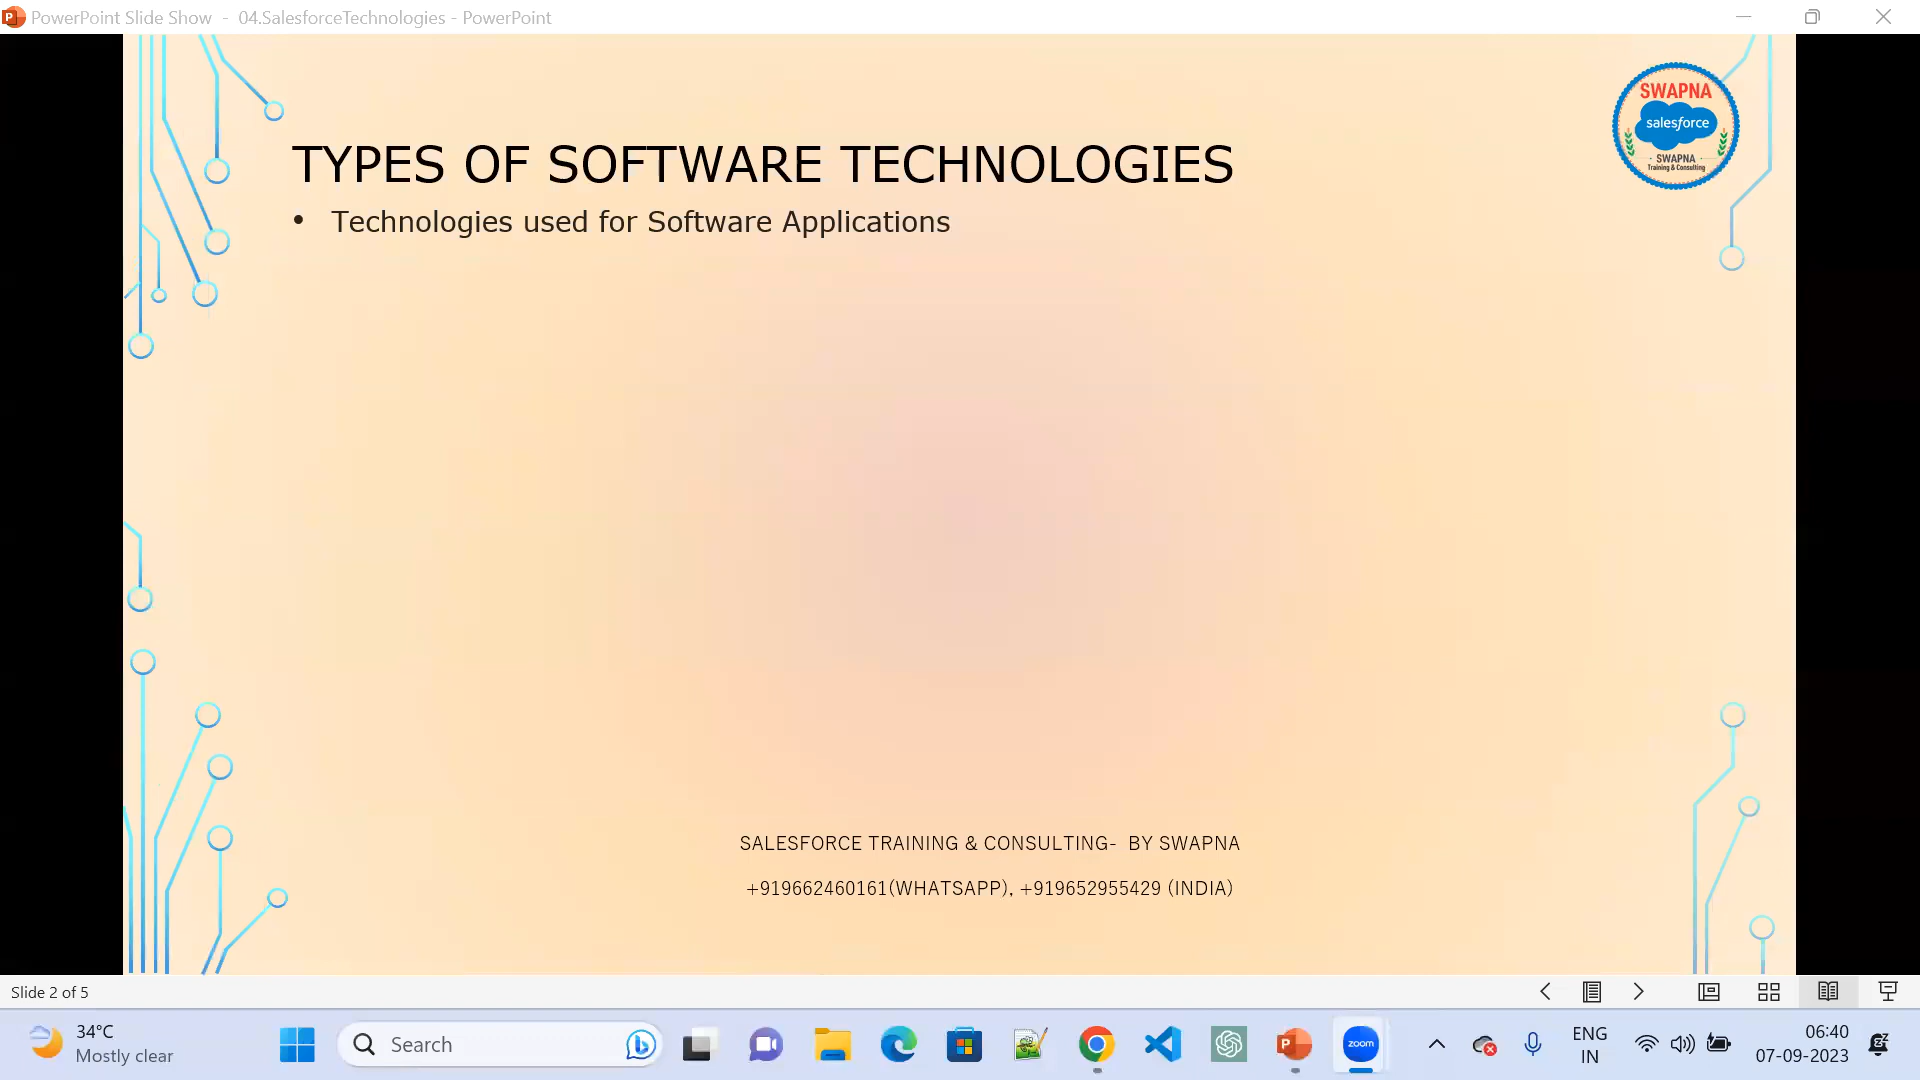 PowerPoint Slide Show - 04.SalesforceTechnologies - PowerPoint
SWAPNA
salesforce
· SWAPNA ·
Training & Consulting
TYPES OF SOFTWARE TECHNOLOGIES
• Technologies used for Software Applications
SALESFORCE TRAINING & CONSULTING- BY SWAPNA
+919662460161(WHATSAPP), +919652955429 (INDIA)
Slide 2 of 5
34°C
Mostly clear
Search
zoom
ENG
IN
06:40
07-09-2023